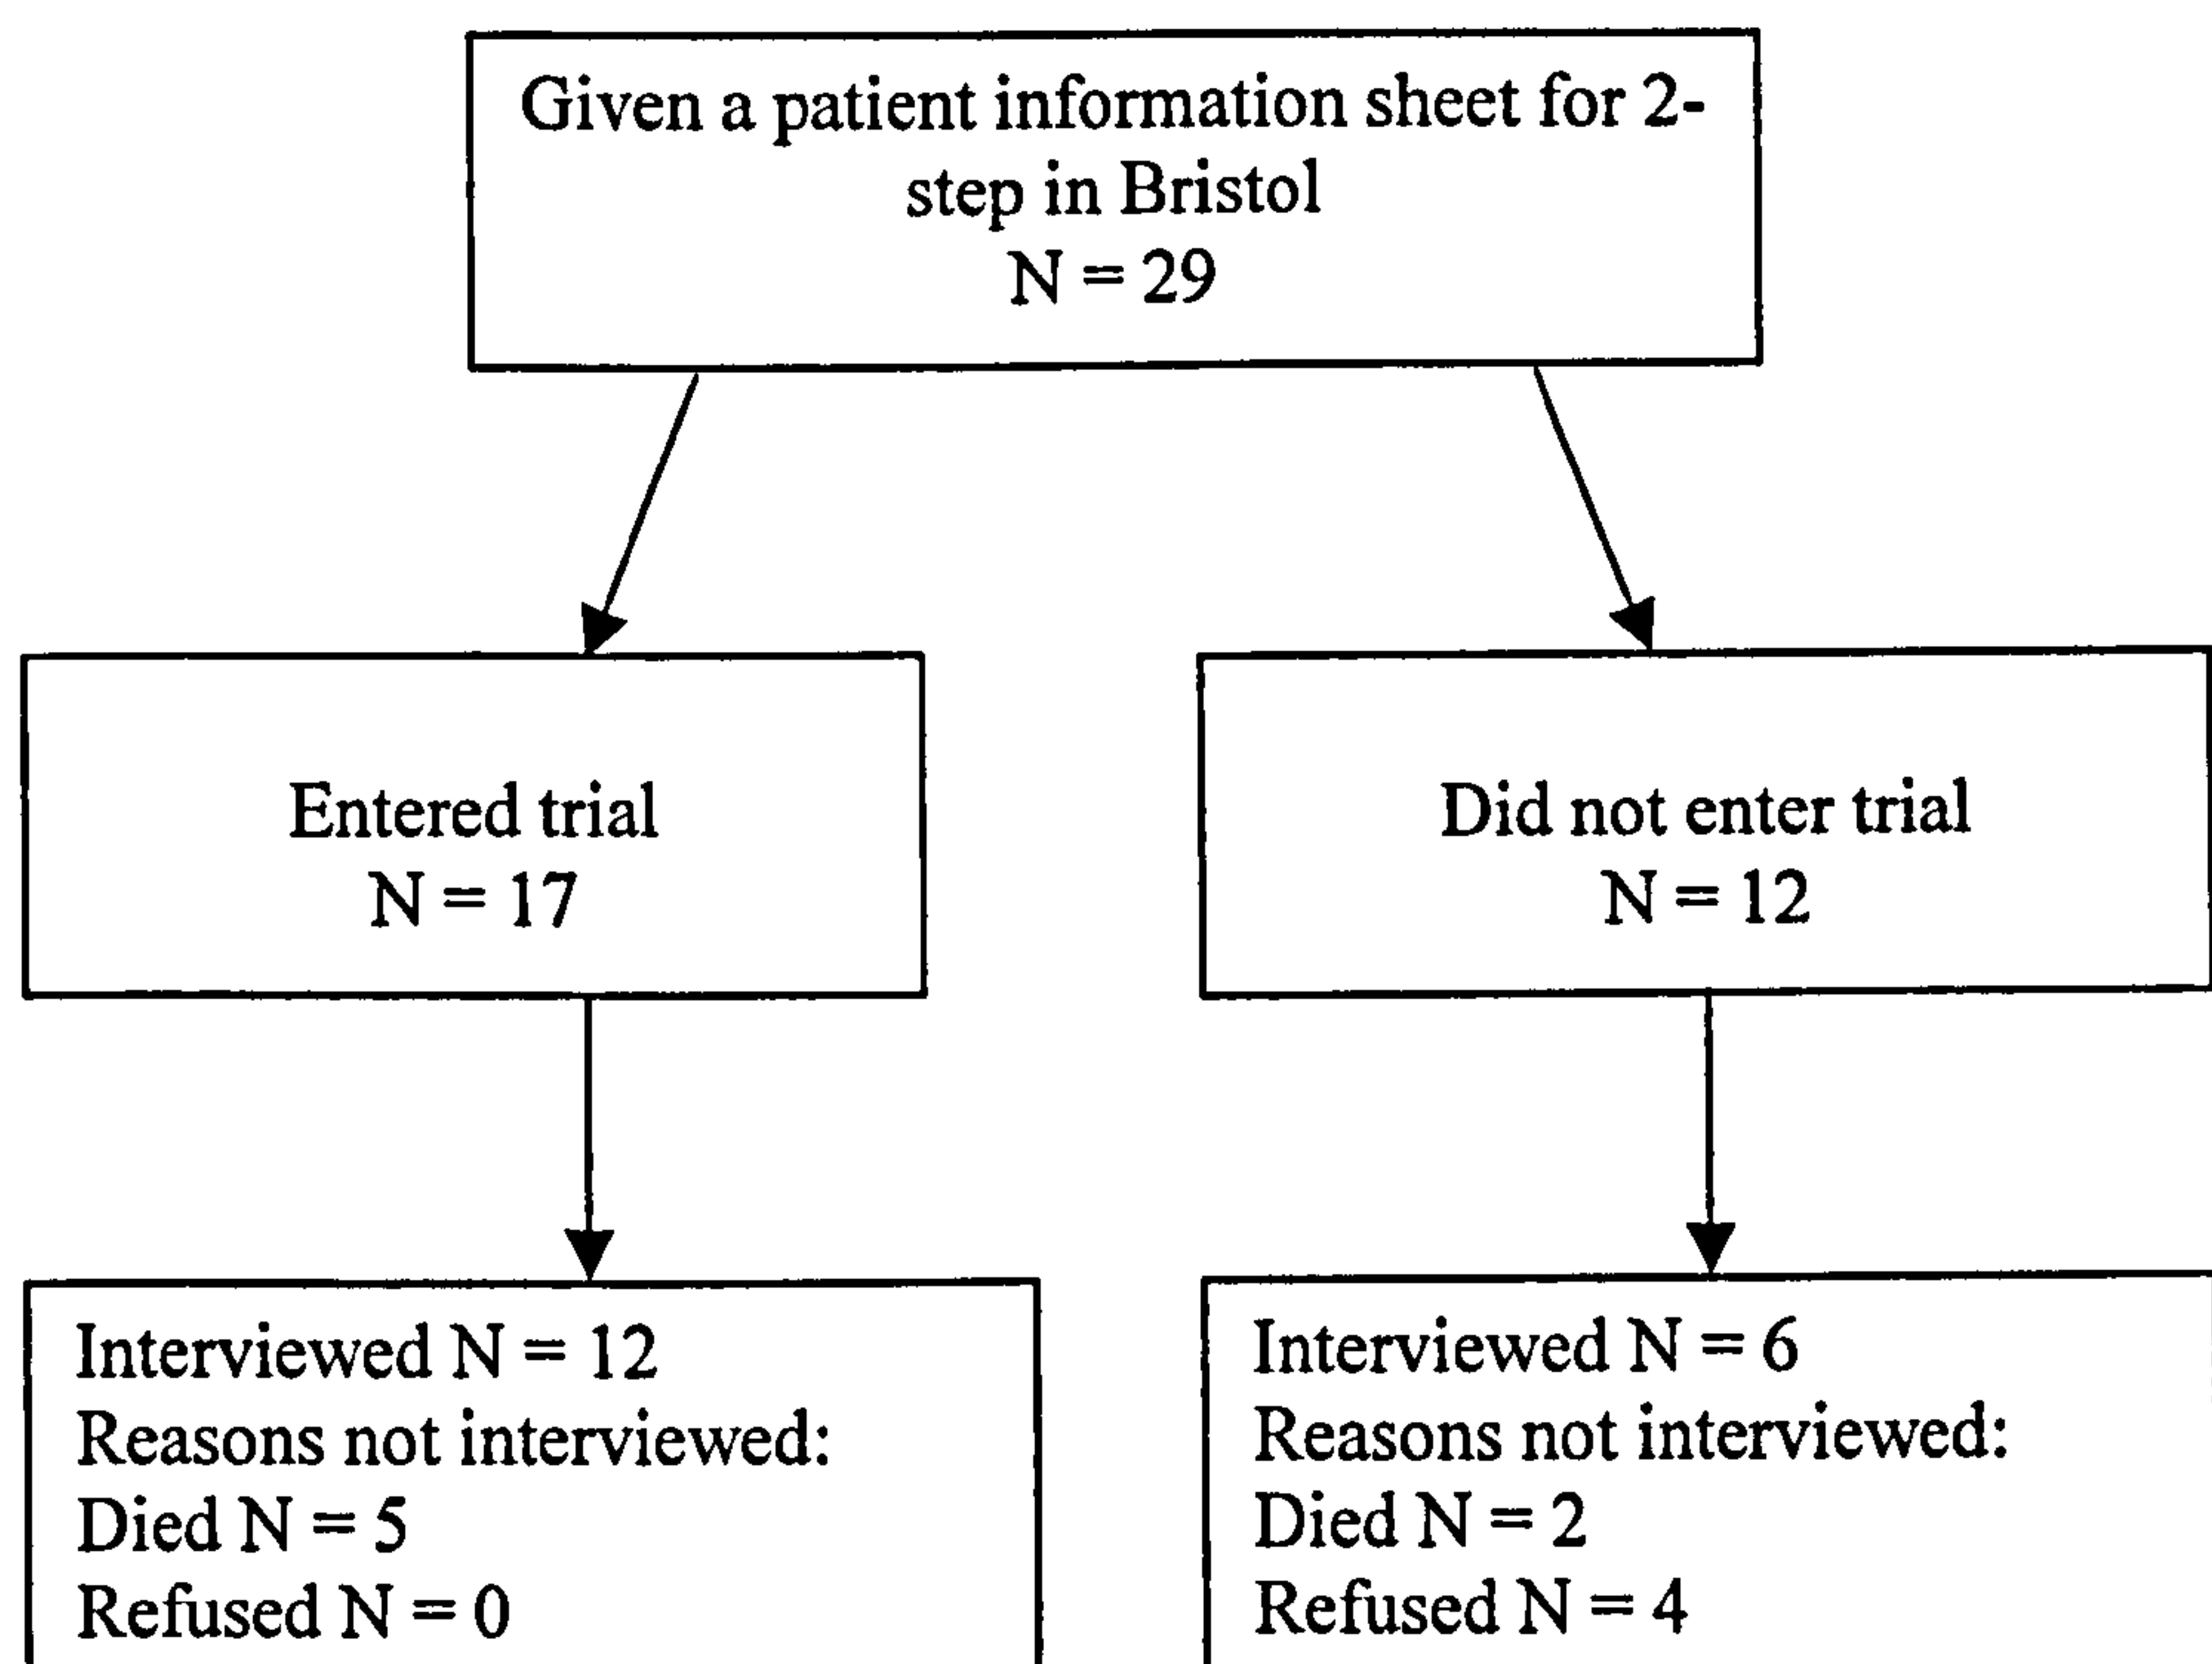 Given a patient information sheet for 2-
step in Bristol
N = 29
Entered trial
N = 17
Did not enter trial
N = 12
Interviewed N = 12
Reasons not interviewed:
Died N = 5
Refused N = 0
Interviewed N = 6
Reasons not interviewed:
Died N = 2
Refused N = 4